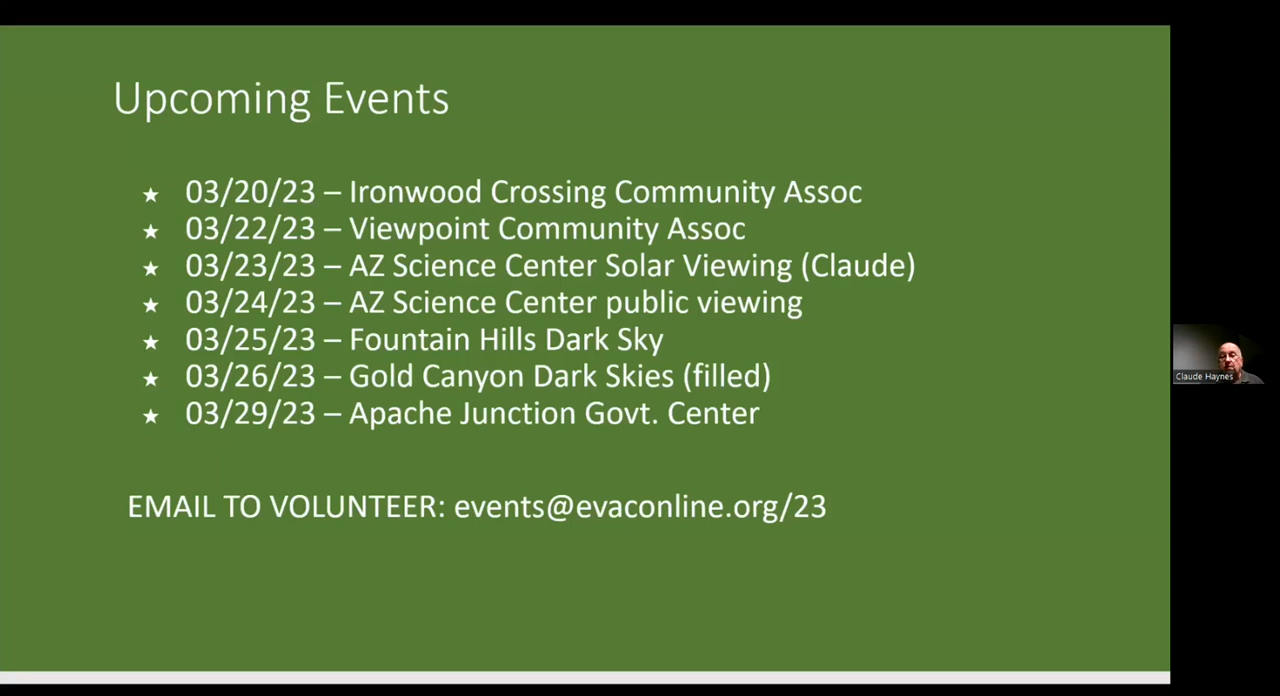 Upcoming Events
★ 03/20/23 – Ironwood Crossing Community Assoc
★ 03/22/23 – Viewpoint Community Assoc
★ 03/23/23 – AZ Science Center Solar Viewing (Claude)
★ 03/24/23 – AZ Science Center public viewing
★ 03/25/23 – Fountain Hills Dark Sky
★ 03/26/23 – Gold Canyon Dark Skies (filled)
★ 03/29/23 – Apache Junction Govt. Center
EMAIL TO VOLUNTEER: events@evaconline.org/23
Claude Haynes